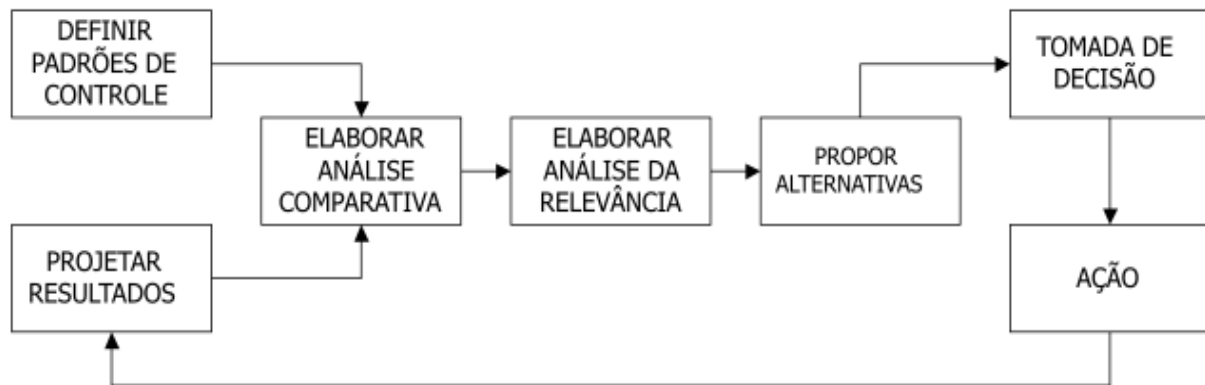 DEFINIR
PADRÕES DE
CONTROLE
PROJETAR
RESULTADOS
ELABORAR
ANÁLISE
COMPARATIVA
ELABORAR
ANÁLISE DA
RELEVÂNCIA
PROPOR
ALTERNATIVAS
TOMADA DE
DECISÃO
AÇÃO